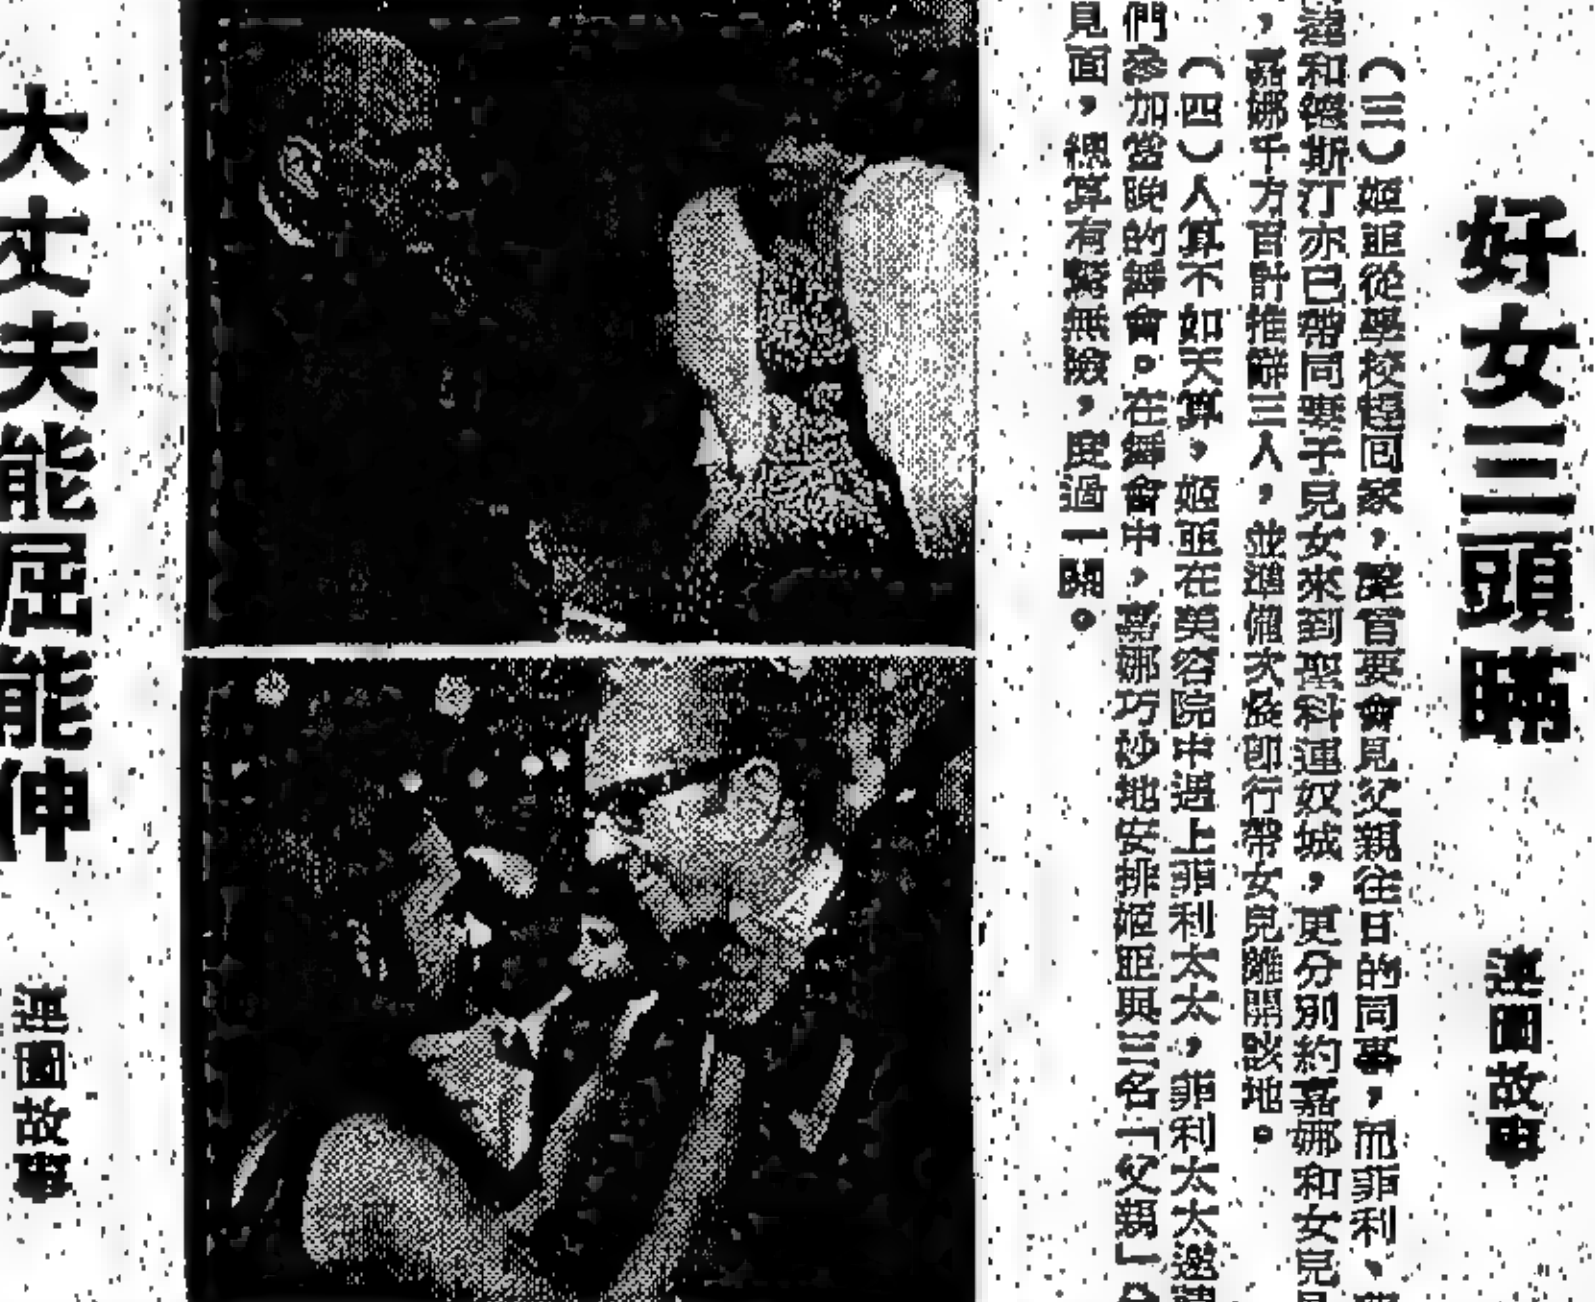 好女三頭睇
連圖故事
(三)姬亞從學校趕回家,聲言要會見父親往日的同事,而菲利、
達和德斯汀亦已帶同妻子見女來到聖科連奴城,更分別約嘉娜和女兒見
,嘉娜千方百計推辭三人,並準備次晨即行帶女兒離開該地。
(四)人算不如天算,姬亞在美容院中遇上菲利太太,菲利太太邀請
們參加當晚的舞會。在舞會中,嘉娜巧妙地安排姬亞與三名「父親」分
見面,總算有驚無險,度過一關。
大丈夫能屈能伸
連圖故事